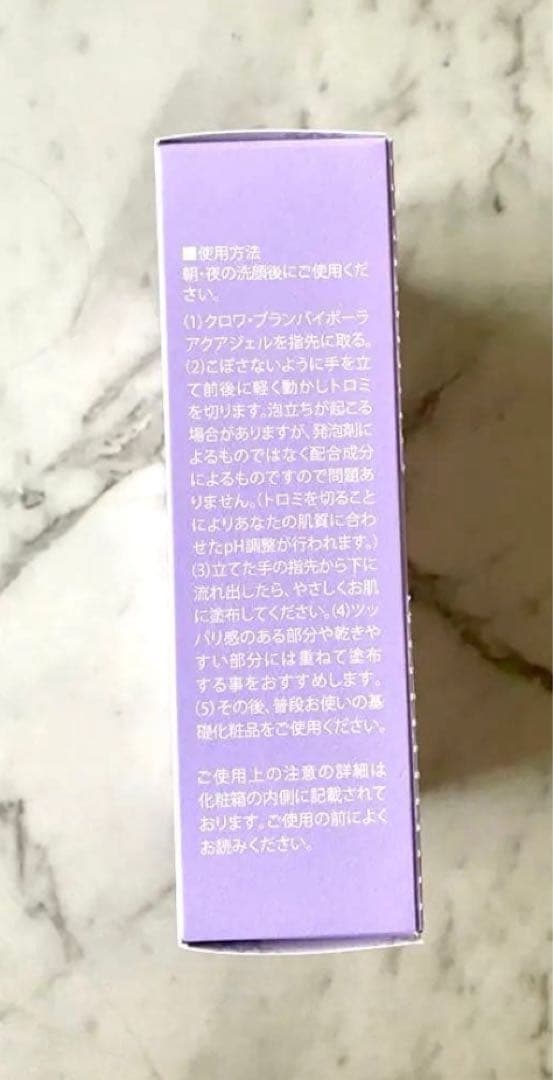 ■使用方法
朝・夜の洗顔後にご使用くだ
さい。
(1)クロワ・ブランバイポーラ
アクアジェルを指先に取る。
(2)こぼさないように手を立
て前後に軽く動かしトロミ
を切ります。泡立ちが起こる
場合がありますが、発泡剤に
よるものではなく配合成分
によるものですので問題あ
りません。(トロミを切ること
によりあなたの肌質に合わ
せたpH調整が行われます。)
(3)立てた手の指先から下に
流れ出したら、やさしくお肌
に塗布してください。(4)ツッ
パリ感のある部分や乾きや
すい部分には重ねて塗布
する事をおすすめします。
(5)その後、普段お使いの基
礎化粧品をご使用ください。
ご使用上の注意の詳細は
化粧箱の内側に記載されて
おります。ご使用の前によく
お読みください。